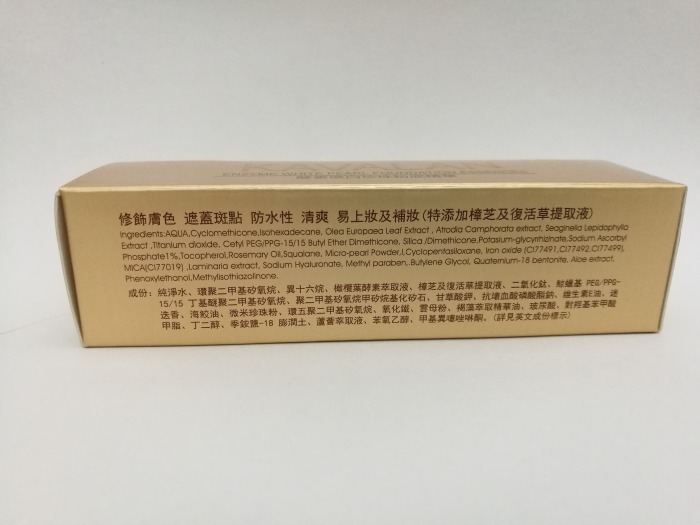 KAVALAN
ENZYME WHITE PEARL FOUNDATION ESSENCE
修飾膚色 遮蓋斑點 防水性 清爽 易上妝及補妝(特添加樟芝及復活草提取液)
Ingredients:AQUA,Cyclomethicone,Isohexadecane, Olea Europaea Leaf Extract , Atrodia Camphorata extract, Seaginella Lepidophylla
Extract ,Titanium dioxide, Cetyl PEG/PPG-15/15 Butyl Ether Dimethicone, Silica /Dimethicone,Potasium-glycyrrhizinate,Sodium Ascorbyl
Phosphate1%,Tocopherol,Rosemary Oil,Squalane, Micro-pearl Powder,l,Cyclopentasiloxane, Iron oxide (CI77491,CI77492,CI77499),
MICA(CI77019) ,Laminaria extract, Sodium Hyaluronate, Methyl paraben, Butylene Glycol, Quaternium-18 bentonite, Aloe extract,
Phenoxylethanol,Methylisothiazolinone.
成份：純淨水、環聚二甲基矽氧烷、異十六烷、橄欖葉酵素萃取液、樟芝及復活草提取液、二氧化鈦、鯨蠟基 PEG/PPG-
15/15 丁基醚聚二甲基矽氧烷、聚二甲基矽氧烷甲矽烷基化矽石、甘草酸鉀、抗壞血酸磷酸酯鈉、維生素E油、迷
迭香、海鮫油、微米珍珠粉、環五聚二甲基矽氧烷、氧化鐵、雲母粉、褐藻萃取精華油、玻尿酸、對羥基苯甲酸
甲脂、丁二醇、季銨鹽-18 膨潤土、蘆薈萃取液、苯氧乙醇、甲基異噻唑啉酮。(詳見英文成份標示)